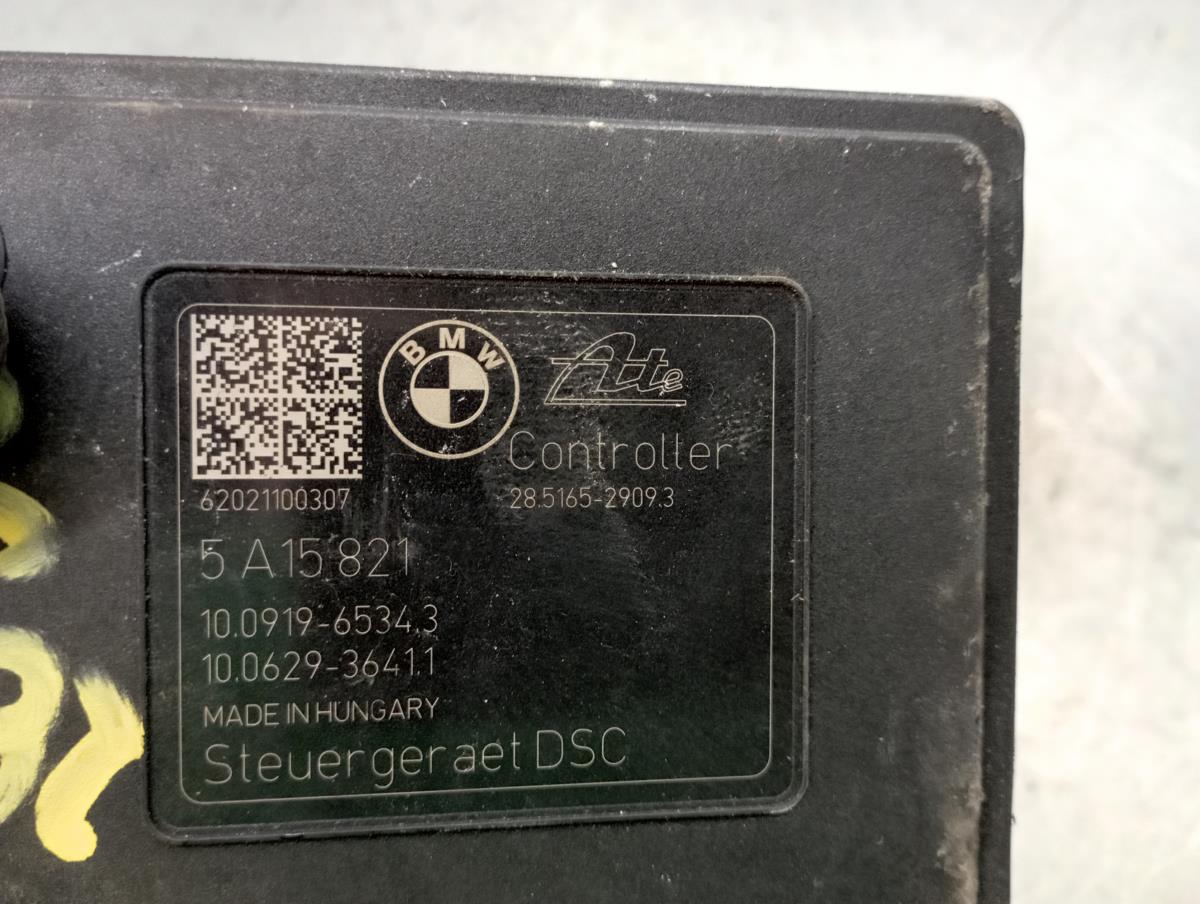 BMW
Ate
Controller
62021100307
28.5165-2909.3
5 A15 821
10.0919-6534.3
10.0629-3641.1
MADE IN HUNGARY
Steuergeraet DSC